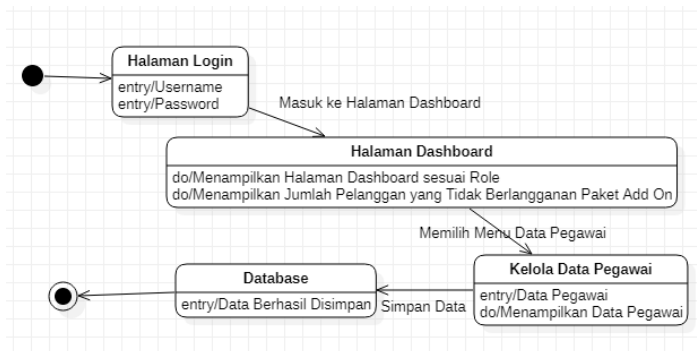 Halaman Login
entry/Username
entry/Password
Masuk ke Halaman Dashboard
Halaman Dashboard
do/Menampilkan Halaman Dashboard sesuai Role
do/Menampilkan Jumlah Pelanggan yang Tidak Berlangganan Paket Add On
Memilih Menu Data Pegawai
Kelola Data Pegawai
entry/Data Pegawai
do/Menampilkan Data Pegawai
Simpan Data
Database
entry/Data Berhasil Disimpan